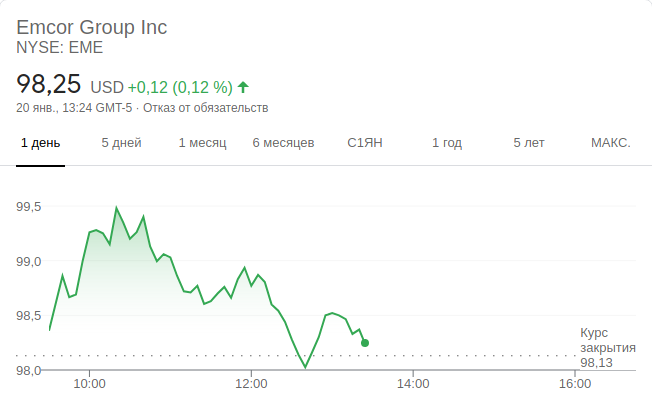 Emcor Group Inc
NYSE: EME
98,25 USD +0,12 (0,12 %)
20 янв., 13:24 GMT-5 · Отказ от обязательств
1 день 5 дней 1 месяц 6 месяцев С1ЯН 1 год 5 лет МАКС.
99,5
99,0
98,5
Курс
закрытия
98,13
98,0
10:00 12:00 14:00 16:00